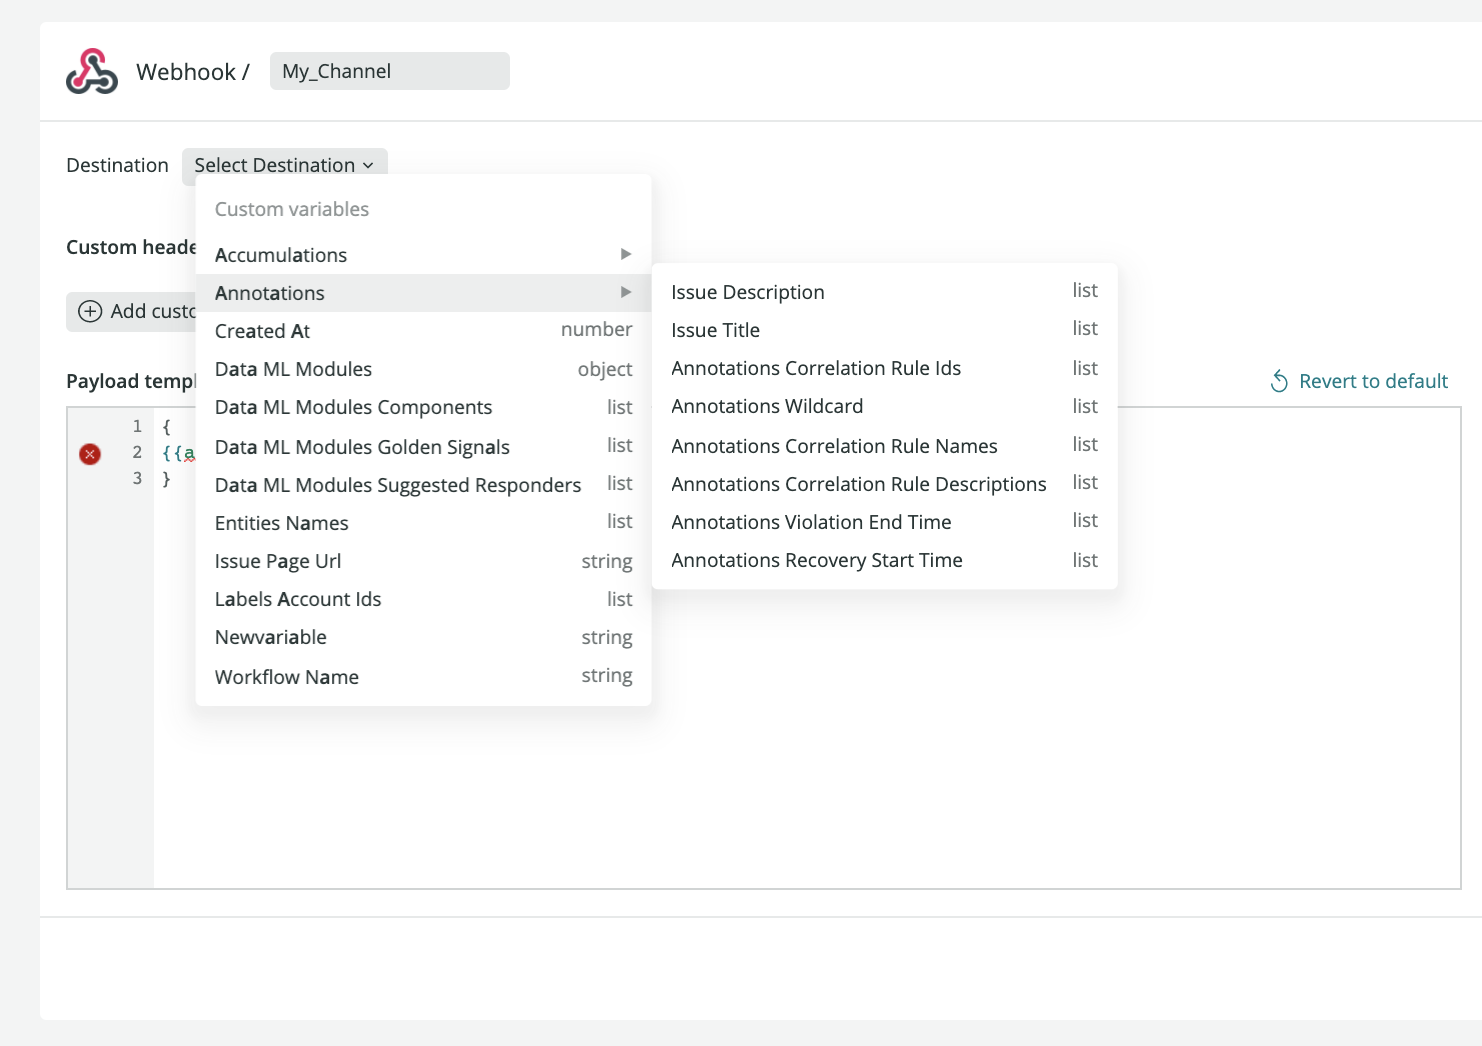 Webhook / My_Channel
Destination Select Destination
Custom variables
Custom heade
Accumulations
Annotations
Add custo
Created At number
Data ML Modules object
Payload templ
Data ML Modules Components list
Data ML Modules Golden Signals list
Data ML Modules Suggested Responders list
Entities Names list
Issue Page Url string
Labels Account Ids list
Newvariable string
Workflow Name string
Issue Description list
Issue Title list
Annotations Correlation Rule Ids list
Annotations Wildcard list
Annotations Correlation Rule Names list
Annotations Correlation Rule Descriptions list
Annotations Violation End Time list
Annotations Recovery Start Time list
Revert to default
1 {
2 {{a
3 }